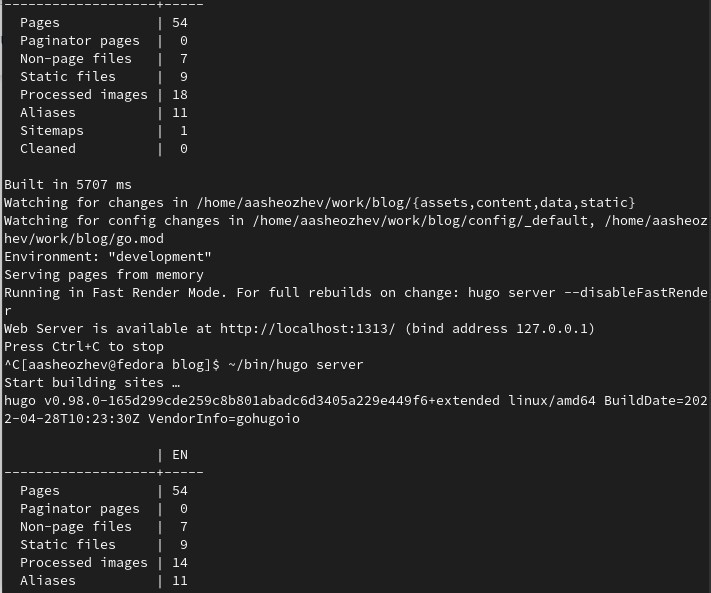 -------------------+-----
  Pages            | 54
  Paginator pages  |  0
  Non-page files   |  7
  Static files     |  9
  Processed images | 18
  Aliases          | 11
  Sitemaps         |  1
  Cleaned          |  0

Built in 5707 ms
Watching for changes in /home/aasheozhev/work/blog/{assets,content,data,static}
Watching for config changes in /home/aasheozhev/work/blog/config/_default, /home/aasheoz
hev/work/blog/go.mod
Environment: "development"
Serving pages from memory
Running in Fast Render Mode. For full rebuilds on change: hugo server --disableFastRende
r
Web Server is available at http://localhost:1313/ (bind address 127.0.0.1)
Press Ctrl+C to stop
^C[aasheozhev@fedora blog]$ ~/bin/hugo server
Start building sites …
hugo v0.98.0-165d299cde259c8b801abadc6d3405a229e449f6+extended linux/amd64 BuildDate=202
2-04-28T10:23:30Z VendorInfo=gohugoio

                   | EN
-------------------+-----
  Pages            | 54
  Paginator pages  |  0
  Non-page files   |  7
  Static files     |  9
  Processed images | 14
  Aliases          | 11